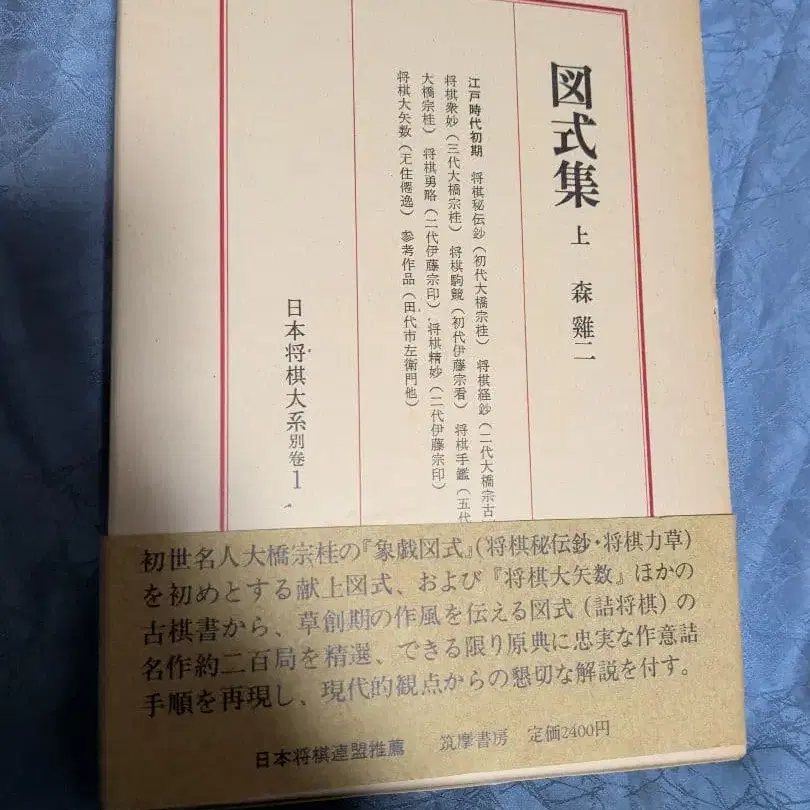 図式集 上 森雞二
江戸時代初期 将棋秘伝鈔(初代大橋宗桂) 将棋経鈔(二代大橋宗古
将棋衆妙(三代大橋宗桂) 将棋駒競(初代伊藤宗看) 将棋手鑑(五代
大橋宗桂) 将棋勇略(二代伊藤宗印) 将棋精妙(二代伊藤宗印)
将棋大矢数(无住僊逸) 参考作品(田代市左衛門他)
日本将棋大系 別巻1
初世名人大橋宗桂の『象戯図式』(将棋秘伝鈔・将棋力草)
を初めとする献上図式、および『将棋大矢数』ほかの
古棋書から、草創期の作風を伝える図式(詰将棋)の
名作約二百局を精選、できる限り原典に忠実な作意詰
手順を再現し、現代的観点からの懇切な解説を付す。
日本将棋連盟推薦 筑摩書房 定価2400円